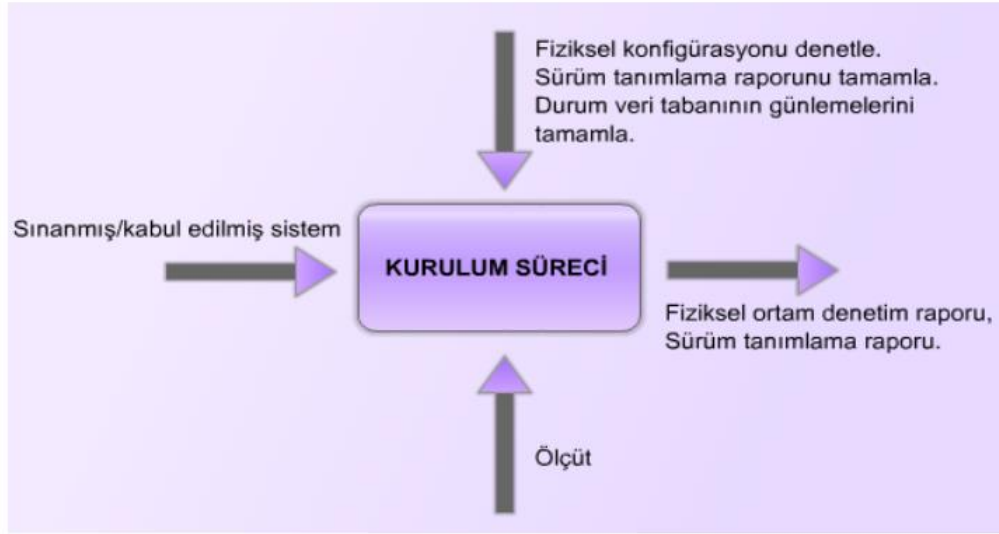 Fiziksel konfigürasyonu denetle.
Sürüm tanımlama raporunu tamamla.
Durum veri tabanının günlemelerini
tamamla.
Sınanmış/kabul edilmiş sistem
KURULUM SÜRECİ
Fiziksel ortam denetim raporu,
Sürüm tanımlama raporu.
Ölçüt